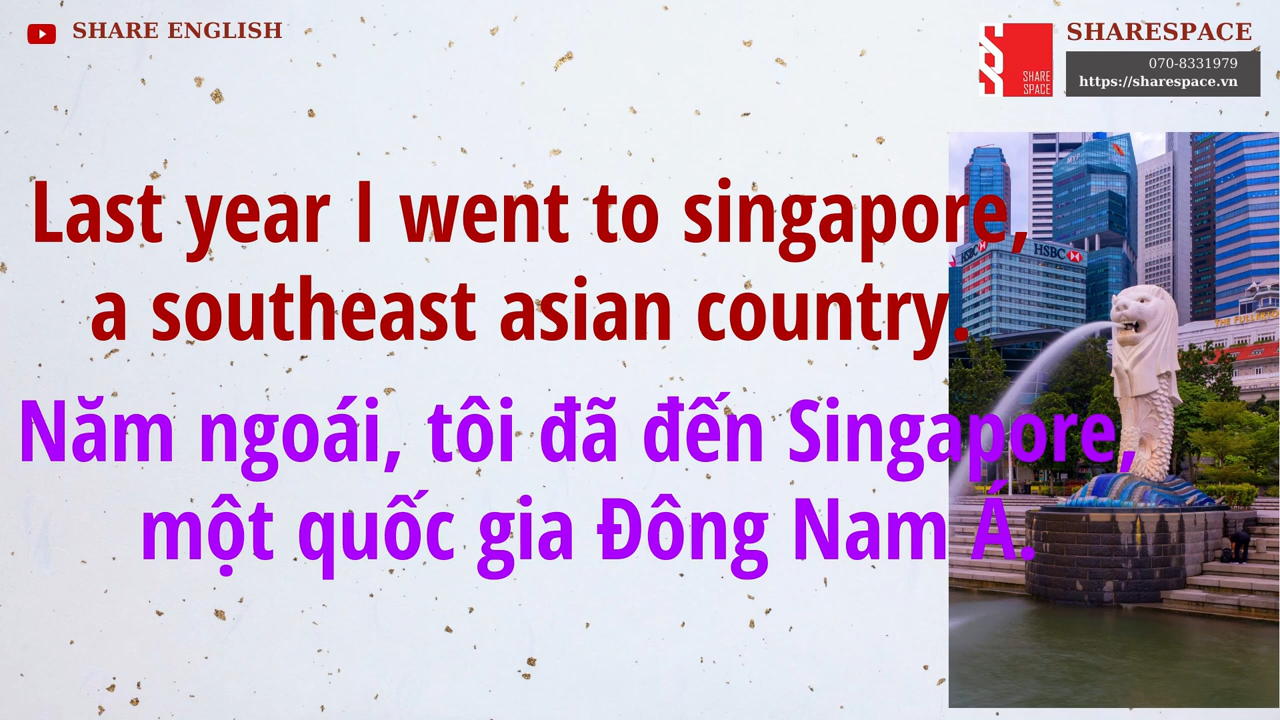 SHARE ENGLISH
SHARESPACE
070-8331979
https://sharespace.vn
SHARE
SPACE
Last year I went to singapore,
a southeast asian country.
Năm ngoái, tôi đã đến Singapore,
một quốc gia Đông Nam Á.
HSBC
HSBC